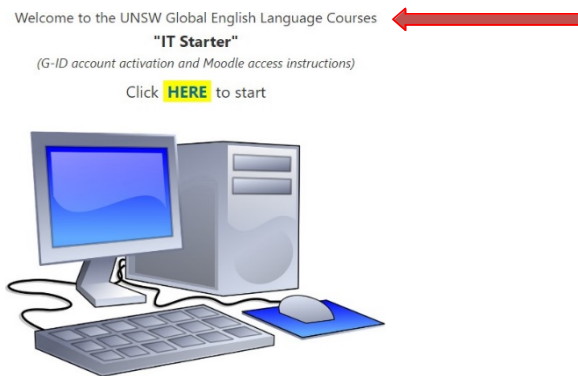 Welcome to the UNSW Global English Language Courses
"IT Starter"
(G-ID account activation and Moodle access instructions)
Click HERE to start